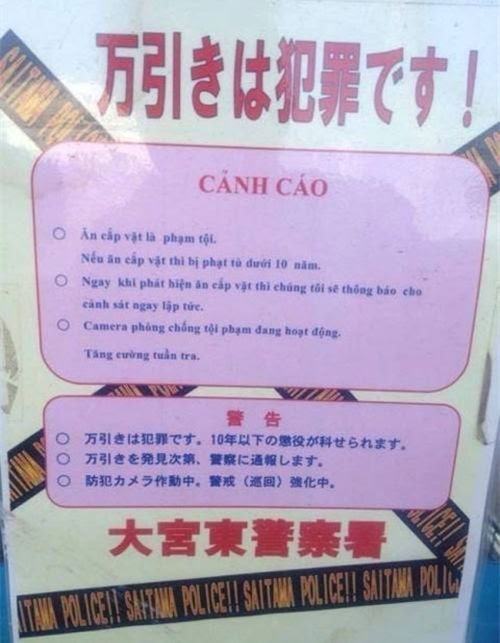 万引きは犯罪です！
SAITAMA POLICE!!
CẢNH CÁO
○ Ăn cắp vặt là phạm tội.
Nếu ăn cắp vặt thì bị phạt tù dưới 10 năm.
○ Ngay khi phát hiện ăn cắp vặt thì chúng tôi sẽ thông báo cho
cảnh sát ngay lập tức.
○ Camera phòng chống tội phạm đang hoạt động.
Tăng cường tuần tra.
警告
○ 万引きは犯罪です。10年以下の懲役が科せられます。
○ 万引きを発見次第、警察に通報します。
○ 防犯カメラ作動中。警戒（巡回）強化中。
大宮東警察署
SAITAMA POLICE!! SAITAMA POLICE!! SAITAMA POLIC